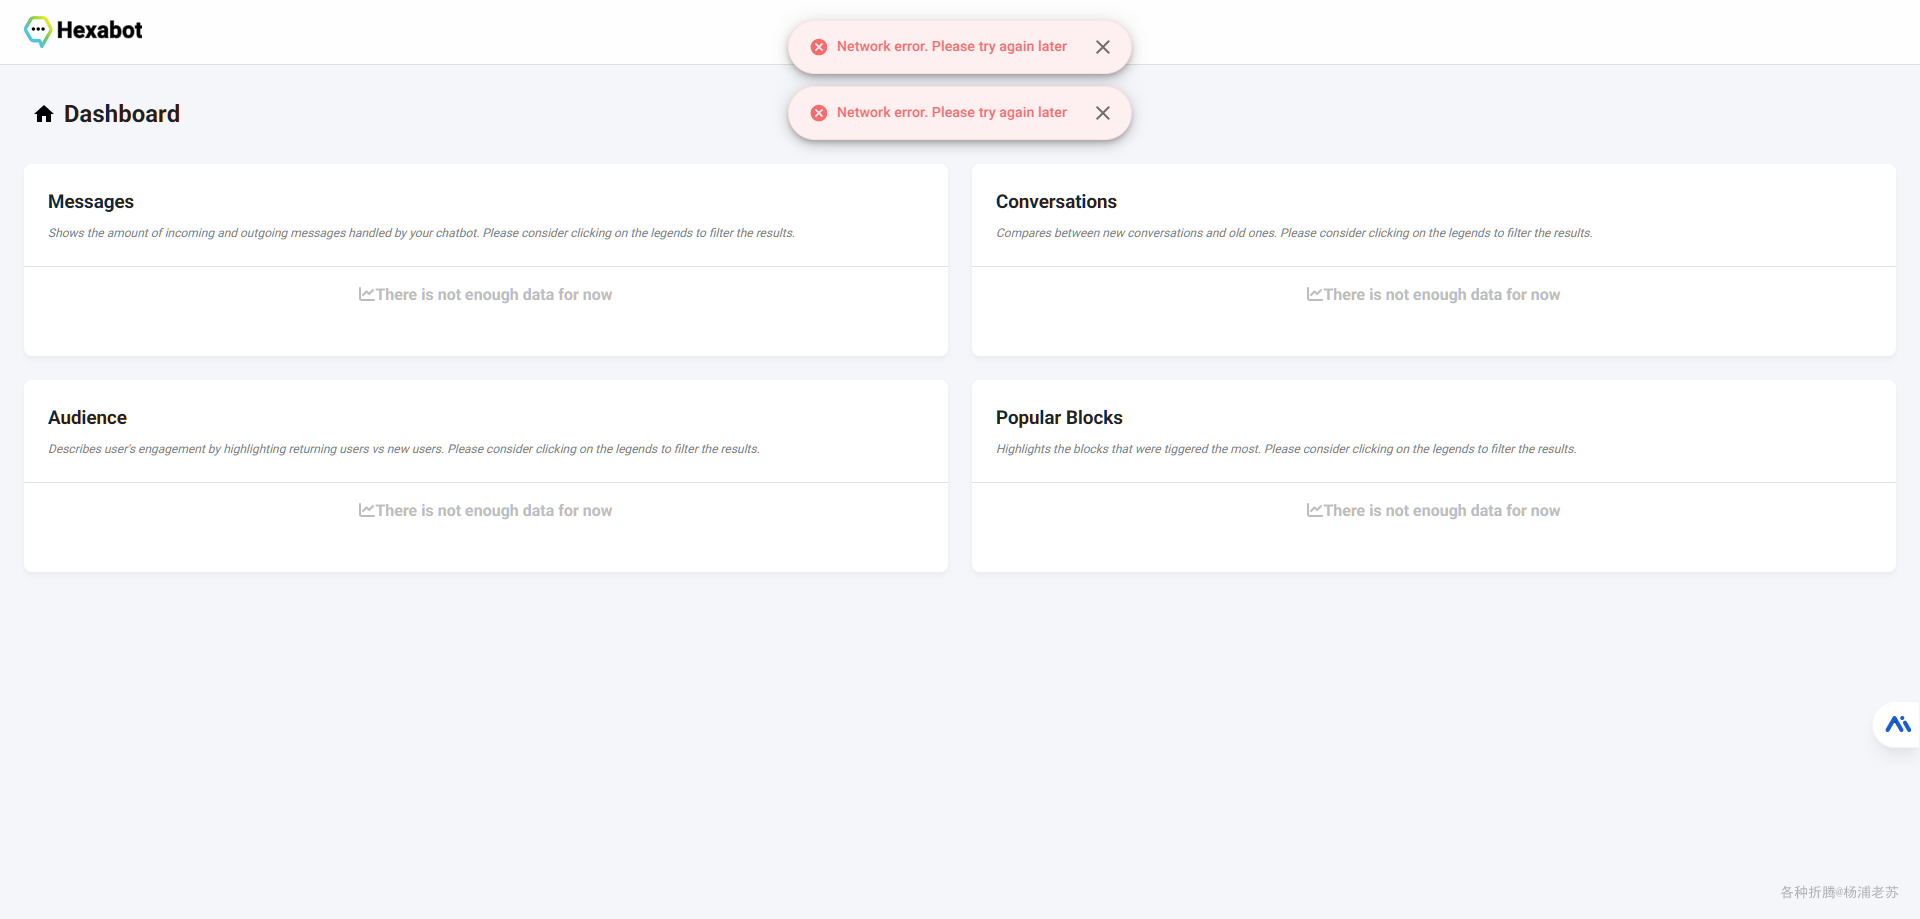 Hexabot
Network error. Please try again later
Network error. Please try again later
Dashboard
Messages
Shows the amount of incoming and outgoing messages handled by your chatbot. Please consider clicking on the legends to filter the results.
There is not enough data for now
Conversations
Compares between new conversations and old ones. Please consider clicking on the legends to filter the results.
There is not enough data for now
Audience
Describes user's engagement by highlighting returning users vs new users. Please consider clicking on the legends to filter the results.
There is not enough data for now
Popular Blocks
Highlights the blocks that were tiggered the most. Please consider clicking on the legends to filter the results.
There is not enough data for now
各种折腾@杨浦老苏